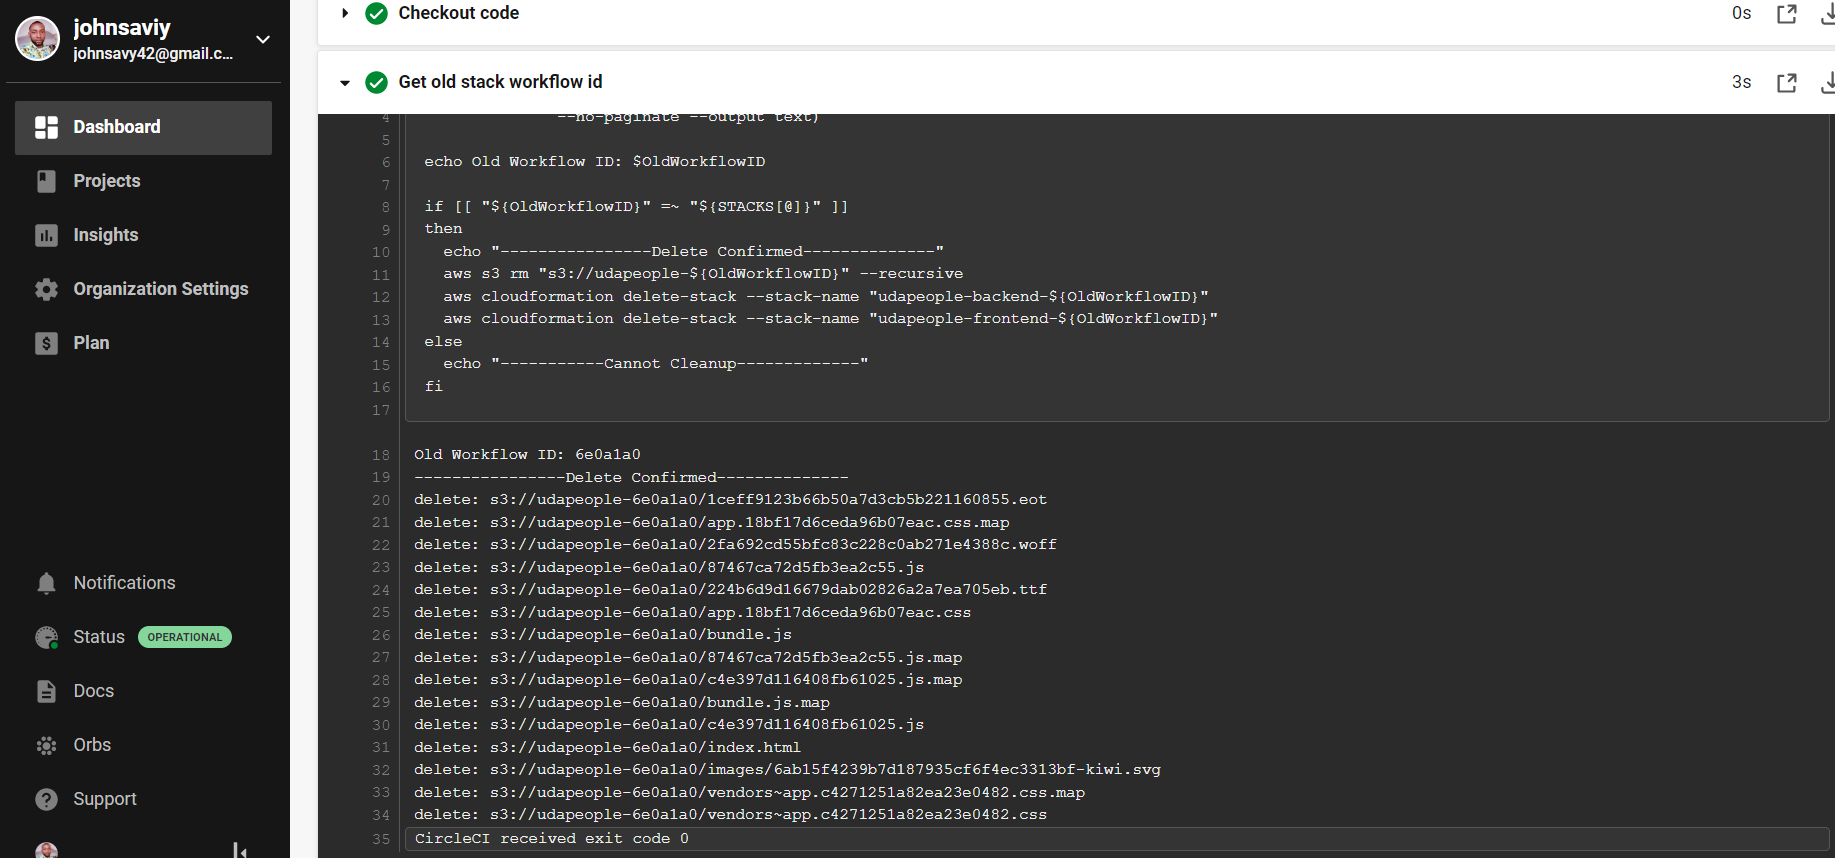 johnsaviy
johnsavy42@gmail.c...
Dashboard
Projects
Insights
Organization Settings
Plan
Notifications
Status OPERATIONAL
Docs
Orbs
Support
Checkout code 0s
Get old stack workflow id 3s
4 --no-paginate --output text)
5
6 echo Old Workflow ID: $OldWorkflowID
7
8 if [[ "${OldWorkflowID}" =~ "${STACKS[@]}" ]]
9 then
10 echo "----------------Delete Confirmed--------------"
11 aws s3 rm "s3://udapeople-${OldWorkflowID}" --recursive
12 aws cloudformation delete-stack --stack-name "udapeople-backend-${OldWorkflowID}"
13 aws cloudformation delete-stack --stack-name "udapeople-frontend-${OldWorkflowID}"
14 else
15 echo "-----------Cannot Cleanup-------------"
16 fi
17
18 Old Workflow ID: 6e0a1a0
19 ----------------Delete Confirmed--------------
20 delete: s3://udapeople-6e0a1a0/1ceff9123b66b50a7d3cb5b221160855.eot
21 delete: s3://udapeople-6e0a1a0/app.18bf17d6ceda96b07eac.css.map
22 delete: s3://udapeople-6e0a1a0/2fa692cd55bfc83c228c0ab271e4388c.woff
23 delete: s3://udapeople-6e0a1a0/87467ca72d5fb3ea2c55.js
24 delete: s3://udapeople-6e0a1a0/224b6d9d16679dab02826a2a7ea705eb.ttf
25 delete: s3://udapeople-6e0a1a0/app.18bf17d6ceda96b07eac.css
26 delete: s3://udapeople-6e0a1a0/bundle.js
27 delete: s3://udapeople-6e0a1a0/87467ca72d5fb3ea2c55.js.map
28 delete: s3://udapeople-6e0a1a0/c4e397d116408fb61025.js.map
29 delete: s3://udapeople-6e0a1a0/bundle.js.map
30 delete: s3://udapeople-6e0a1a0/c4e397d116408fb61025.js
31 delete: s3://udapeople-6e0a1a0/index.html
32 delete: s3://udapeople-6e0a1a0/images/6ab15f4239b7d187935cf6f4ec3313bf-kiwi.svg
33 delete: s3://udapeople-6e0a1a0/vendors~app.c4271251a82ea23e0482.css.map
34 delete: s3://udapeople-6e0a1a0/vendors~app.c4271251a82ea23e0482.css
35 CircleCI received exit code 0